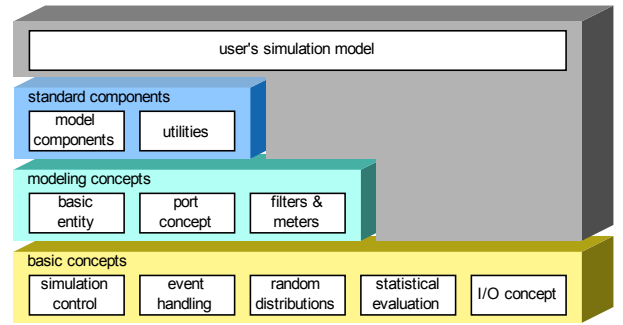 user's simulation model
standard components
model
components
utilities
modeling concepts
basic
entity
port
concept
filters &
meters
basic concepts
simulation
control
event
handling
random
distributions
statistical
evaluation
I/O concept